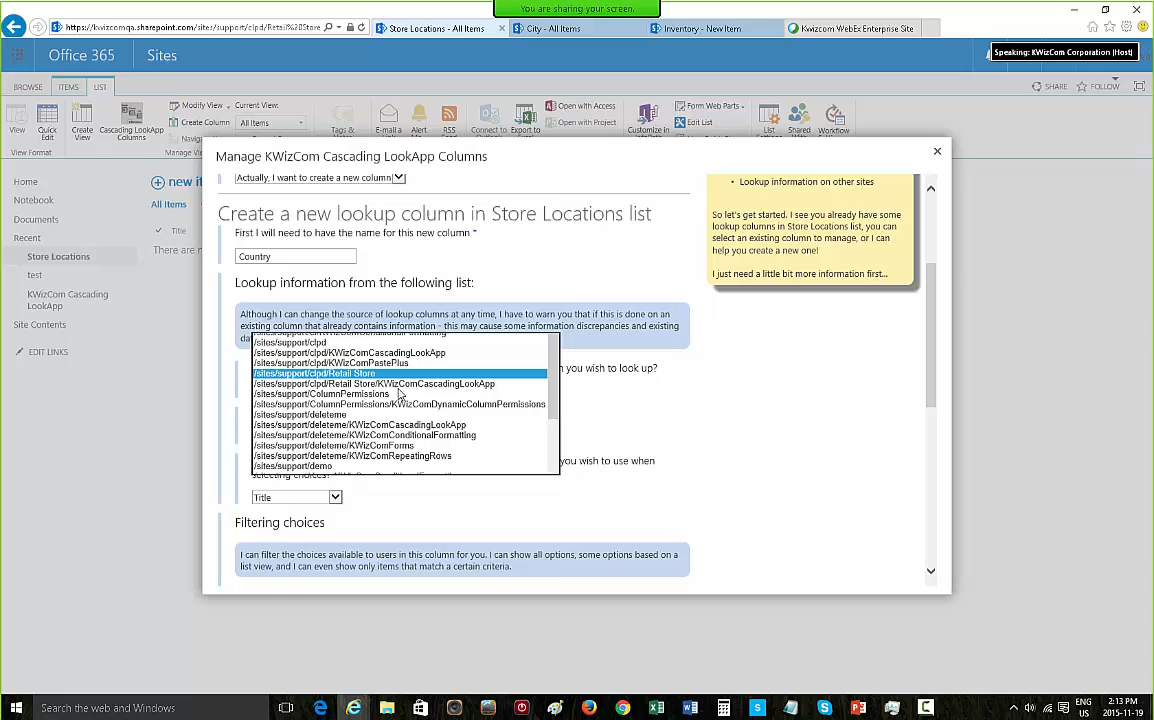 You are sharing your screen.
https://kwizcomqa.sharepoint.com/sites/support/clpd/Retail%20Store
Store Locations - All Items
City - All Items
Inventory - New Item
Kwizcom WebEx Enterprise Site
Office 365
Sites
Speaking: KWizCom Corporation (Host)
BROWSE
ITEMS
LIST
SHARE
FOLLOW
View
Quick Edit
Create View
Cascading LookApp Columns
Modify View
Create Column
Current View:
All Items
Tags &
E-mail a
Alert Me
RSS Feed
Connect to
Export to
Open with Access
Open with Project
Customize in
Form Web Parts
Edit List
List
Shared
Workflow
View Format
Manage
Home
Notebook
Documents
Recent
Store Locations
test
KWizCom Cascading LookApp
Site Contents
EDIT LINKS
new
All Items
Title
There are
Manage KWizCom Cascading LookApp Columns
Actually, I want to create a new column
Create a new lookup column in Store Locations list
First I will need to have the name for this new column *
Country
Lookup information from the following list:
Although I can change the source of lookup columns at any time, I have to warn you that if this is done on an
existing column that already contains information - this may cause some information discrepancies and existing
/sites/support/clpd
/sites/support/clpd/KWizComCascadingLookApp
/sites/support/clpd/KWizComPastePlus
/sites/support/clpd/Retail Store
/sites/support/clpd/Retail Store/KWizComCascadingLookApp
/sites/support/ColumnPermissions
/sites/support/ColumnPermissions/KWizComDynamicColumnPermissions
/sites/support/deleteme
/sites/support/deleteme/KWizComCascadingLookApp
/sites/support/deleteme/KWizComConditionalFormatting
/sites/support/deleteme/KWizComForms
/sites/support/deleteme/KWizComRepeatingRows
/sites/support/demo
you wish to look up?
you wish to use when
selecting choices?
Title
Filtering choices
I can filter the choices available to users in this column for you. I can show all options, some options based on a
list view, and I can even show only items that match a certain criteria.
• Lookup information on other sites
So let's get started. I see you already have some
lookup columns in Store Locations list, you can
select an existing column to manage, or I can
help you create a new one!
I just need a little bit more information first...
Search the web and Windows
ENG
US
2:13 PM
2015-11-19